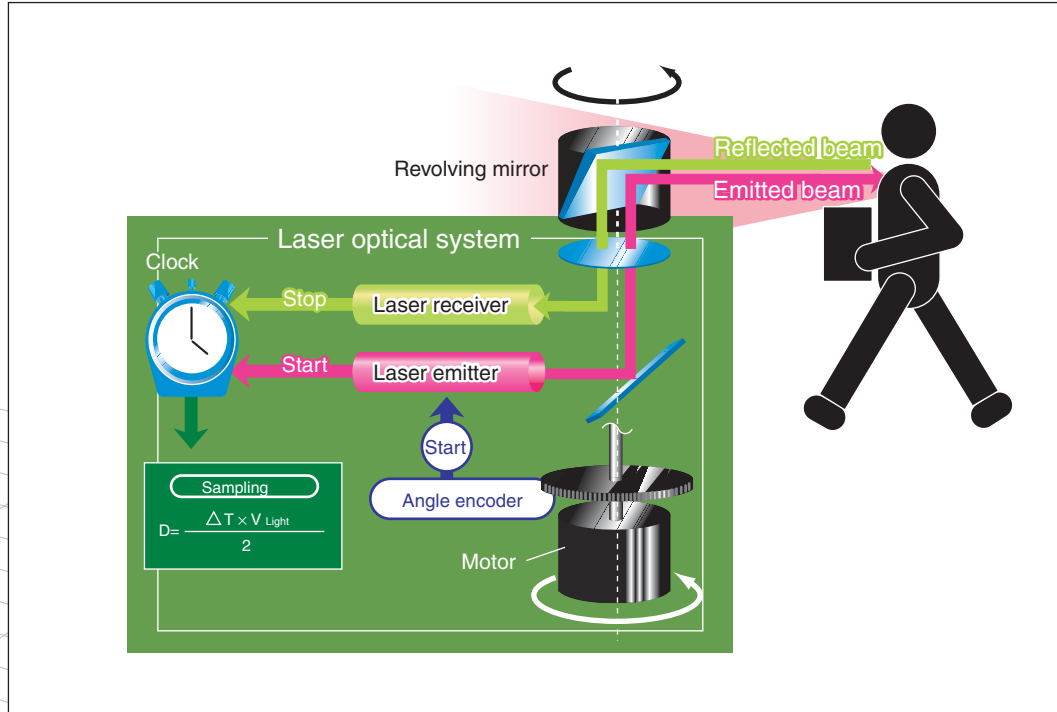 Revolving mirror
Reflected beam
Emitted beam
Laser optical system
Clock
Stop
Laser receiver
Start
Laser emitter
Start
Angle encoder
Sampling
D= △T × V Light
2
Motor